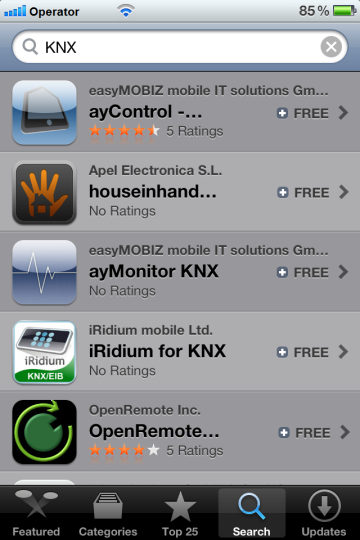 Operator
85 %
KNX
easyMOBIZ mobile IT solutions Gm...
ayControl -...
FREE
5 Ratings
Apel Electronica S.L.
houseinhand...
FREE
No Ratings
easyMOBIZ mobile IT solutions Gm...
ayMonitor KNX
FREE
No Ratings
iRidium mobile Ltd.
iRidium for KNX
FREE
No Ratings
iRidium
KNX/EIB
OpenRemote Inc.
OpenRemote...
FREE
5 Ratings
Featured Categories Top 25 Search Updates